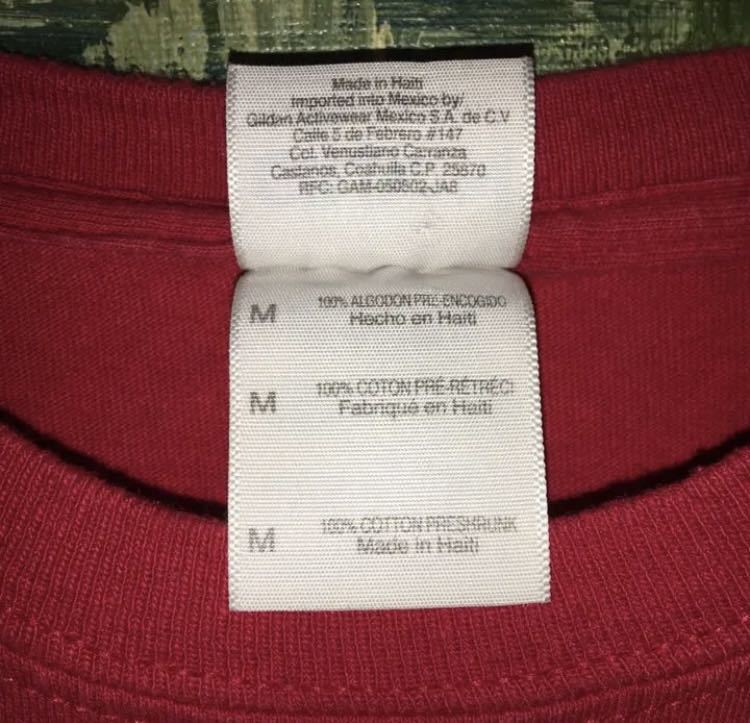 Made in Haiti
Imported into Mexico by/
Gildan Activewear Mexico S.A. de C.V
Calle 5 de Febrero #147
Col. Venustiano Carranza
Castanos, Coahuila C.P. 25870
RFC: GAM-050802-JA8
M 100% ALGODON PRE-ENCOGIDO
Hecho en Haiti
M 100% COTON PRÉ-RÉTRÉCI
Fabriqué en Haiti
M 100% COTTON PRESHRUNK
Made in Haiti